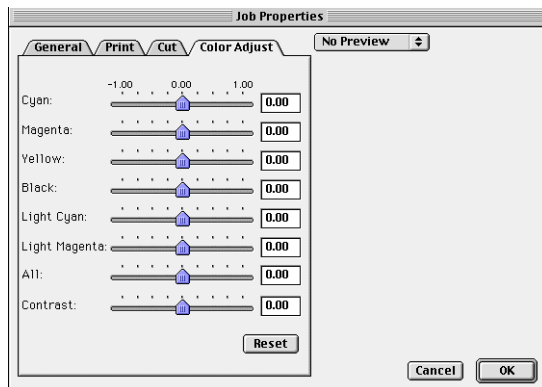 Job Properties
General Print Cut Color Adjust
No Preview
-1.00 0.00 1.00
Cyan: 0.00
Magenta: 0.00
Yellow: 0.00
Black: 0.00
Light Cyan: 0.00
Light Magenta: 0.00
All: 0.00
Contrast: 0.00
Reset
Cancel OK